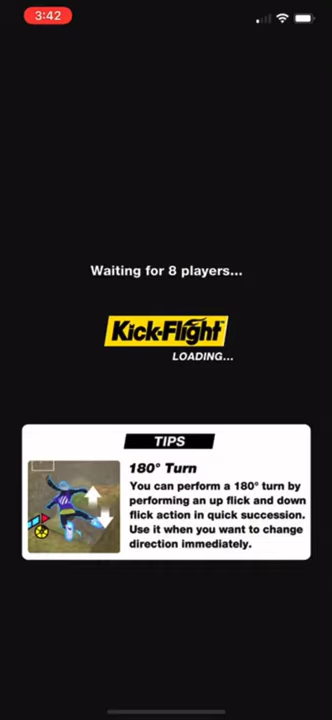 3:42
Waiting for 8 players...
Kick-Flight
LOADING...
TIPS
180° Turn
You can perform a 180° turn by
performing an up flick and down
flick action in quick succession.
Use it when you want to change
direction immediately.